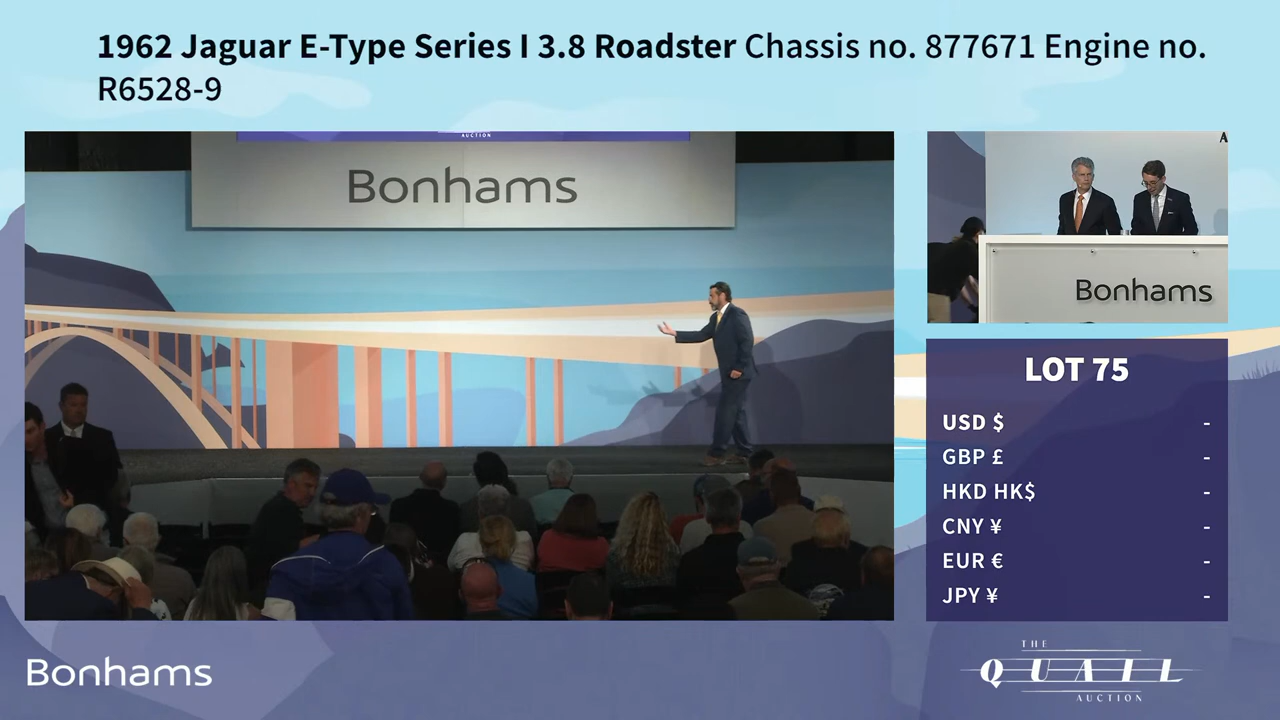 1962 Jaguar E-Type Series I 3.8 Roadster Chassis no. 877671 Engine no.
R6528-9
AUCTION
Bonhams
A
Bonhams
LOT 75
USD $ -
GBP £ -
HKD HK$ -
CNY ¥ -
EUR € -
JPY ¥ -
Bonhams
THE
QUAIL
AUCTION